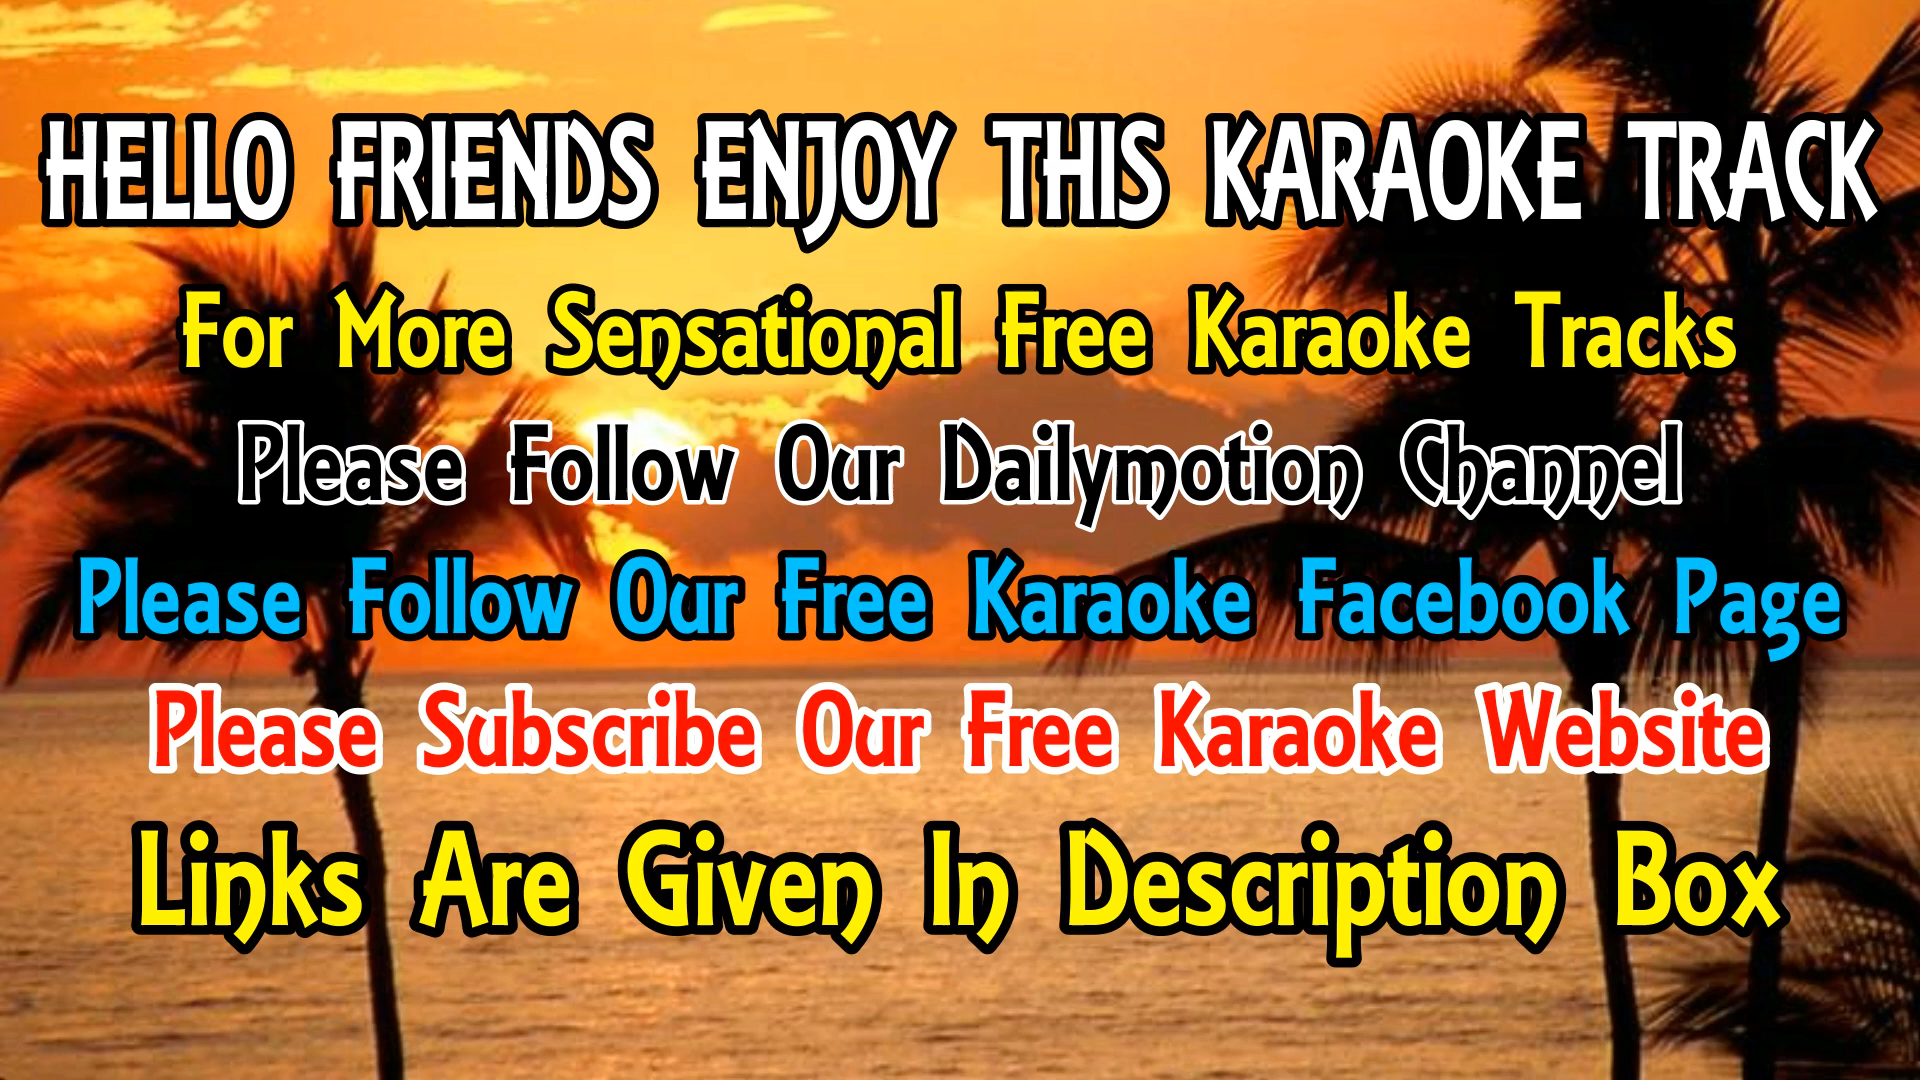 HELLO FRIENDS ENJOY THIS KARAOKE TRACK
For More Sensational Free Karaoke Tracks
Please Follow Our Dailymotion Channel
Please Follow Our Free Karaoke Facebook Page
Please Subscribe Our Free Karaoke Website
Links Are Given In Description Box